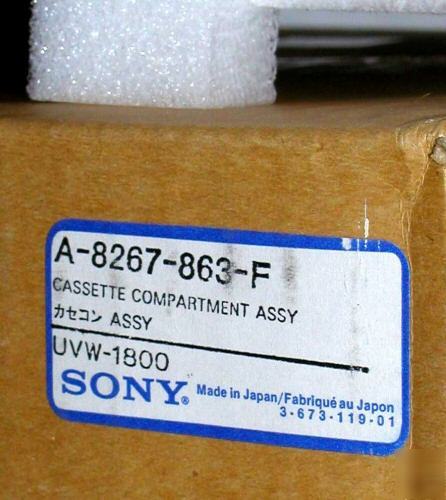 A-8267-863-F
CASSETTE COMPARTMENT ASSY
カセコン ASSY
UVW-1800
SONY® Made in Japan/Fabriqué au Japon
3-673-119-01